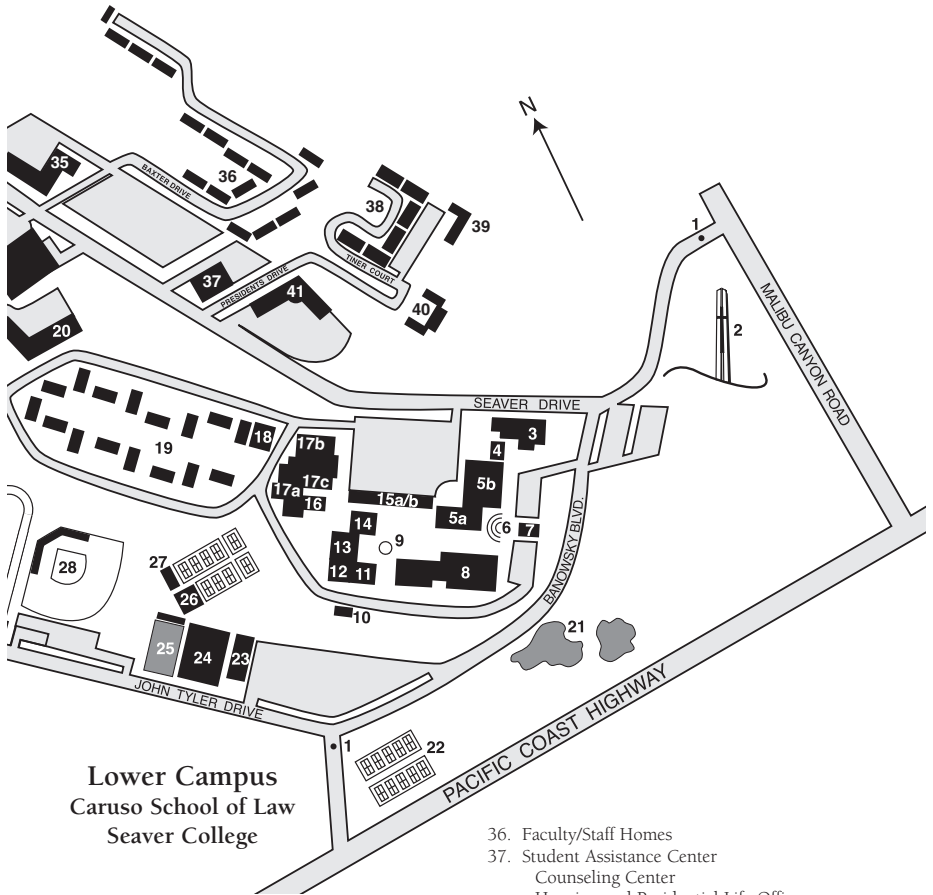 N
35
BAXTER DRIVE
36
38
39
1
37
PRESIDENTS DRIVE
TINER COURT
41
40
MALIBU CANYON ROAD
2
20
SEAVER DRIVE
19
18
17b
3
4
17c
17a
16
15a/b
5b
5a
6
7
14
9
13
12
11
8
BANOWSKY BLVD.
28
27
26
10
25
24
23
21
JOHN TYLER DRIVE
1
22
PACIFIC COAST HIGHWAY
Lower Campus
Caruso School of Law
Seaver College
36. Faculty/Staff Homes
37. Student Assistance Center
Counseling Center